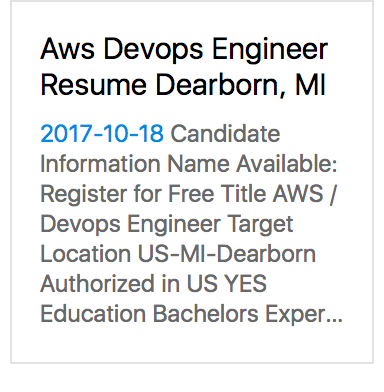 Aws Devops Engineer
Resume Dearborn, MI
2017-10-18 Candidate
Information Name Available:
Register for Free Title AWS /
Devops Engineer Target
Location US-MI-Dearborn
Authorized in US YES
Education Bachelors Exper...